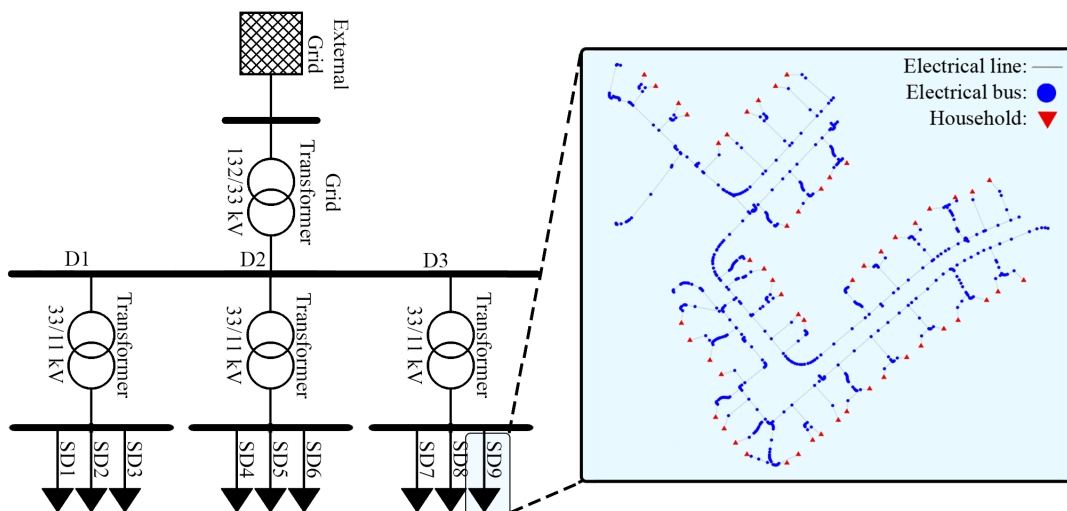 External
Grid
Grid
Transformer
132/33 kV
D1
D2
D3
Transformer
33/11 kV
Transformer
33/11 kV
Transformer
33/11 kV
SD1
SD2
SD3
SD4
SD5
SD6
SD7
SD8
SD9
Electrical line:
Electrical bus:
Household: